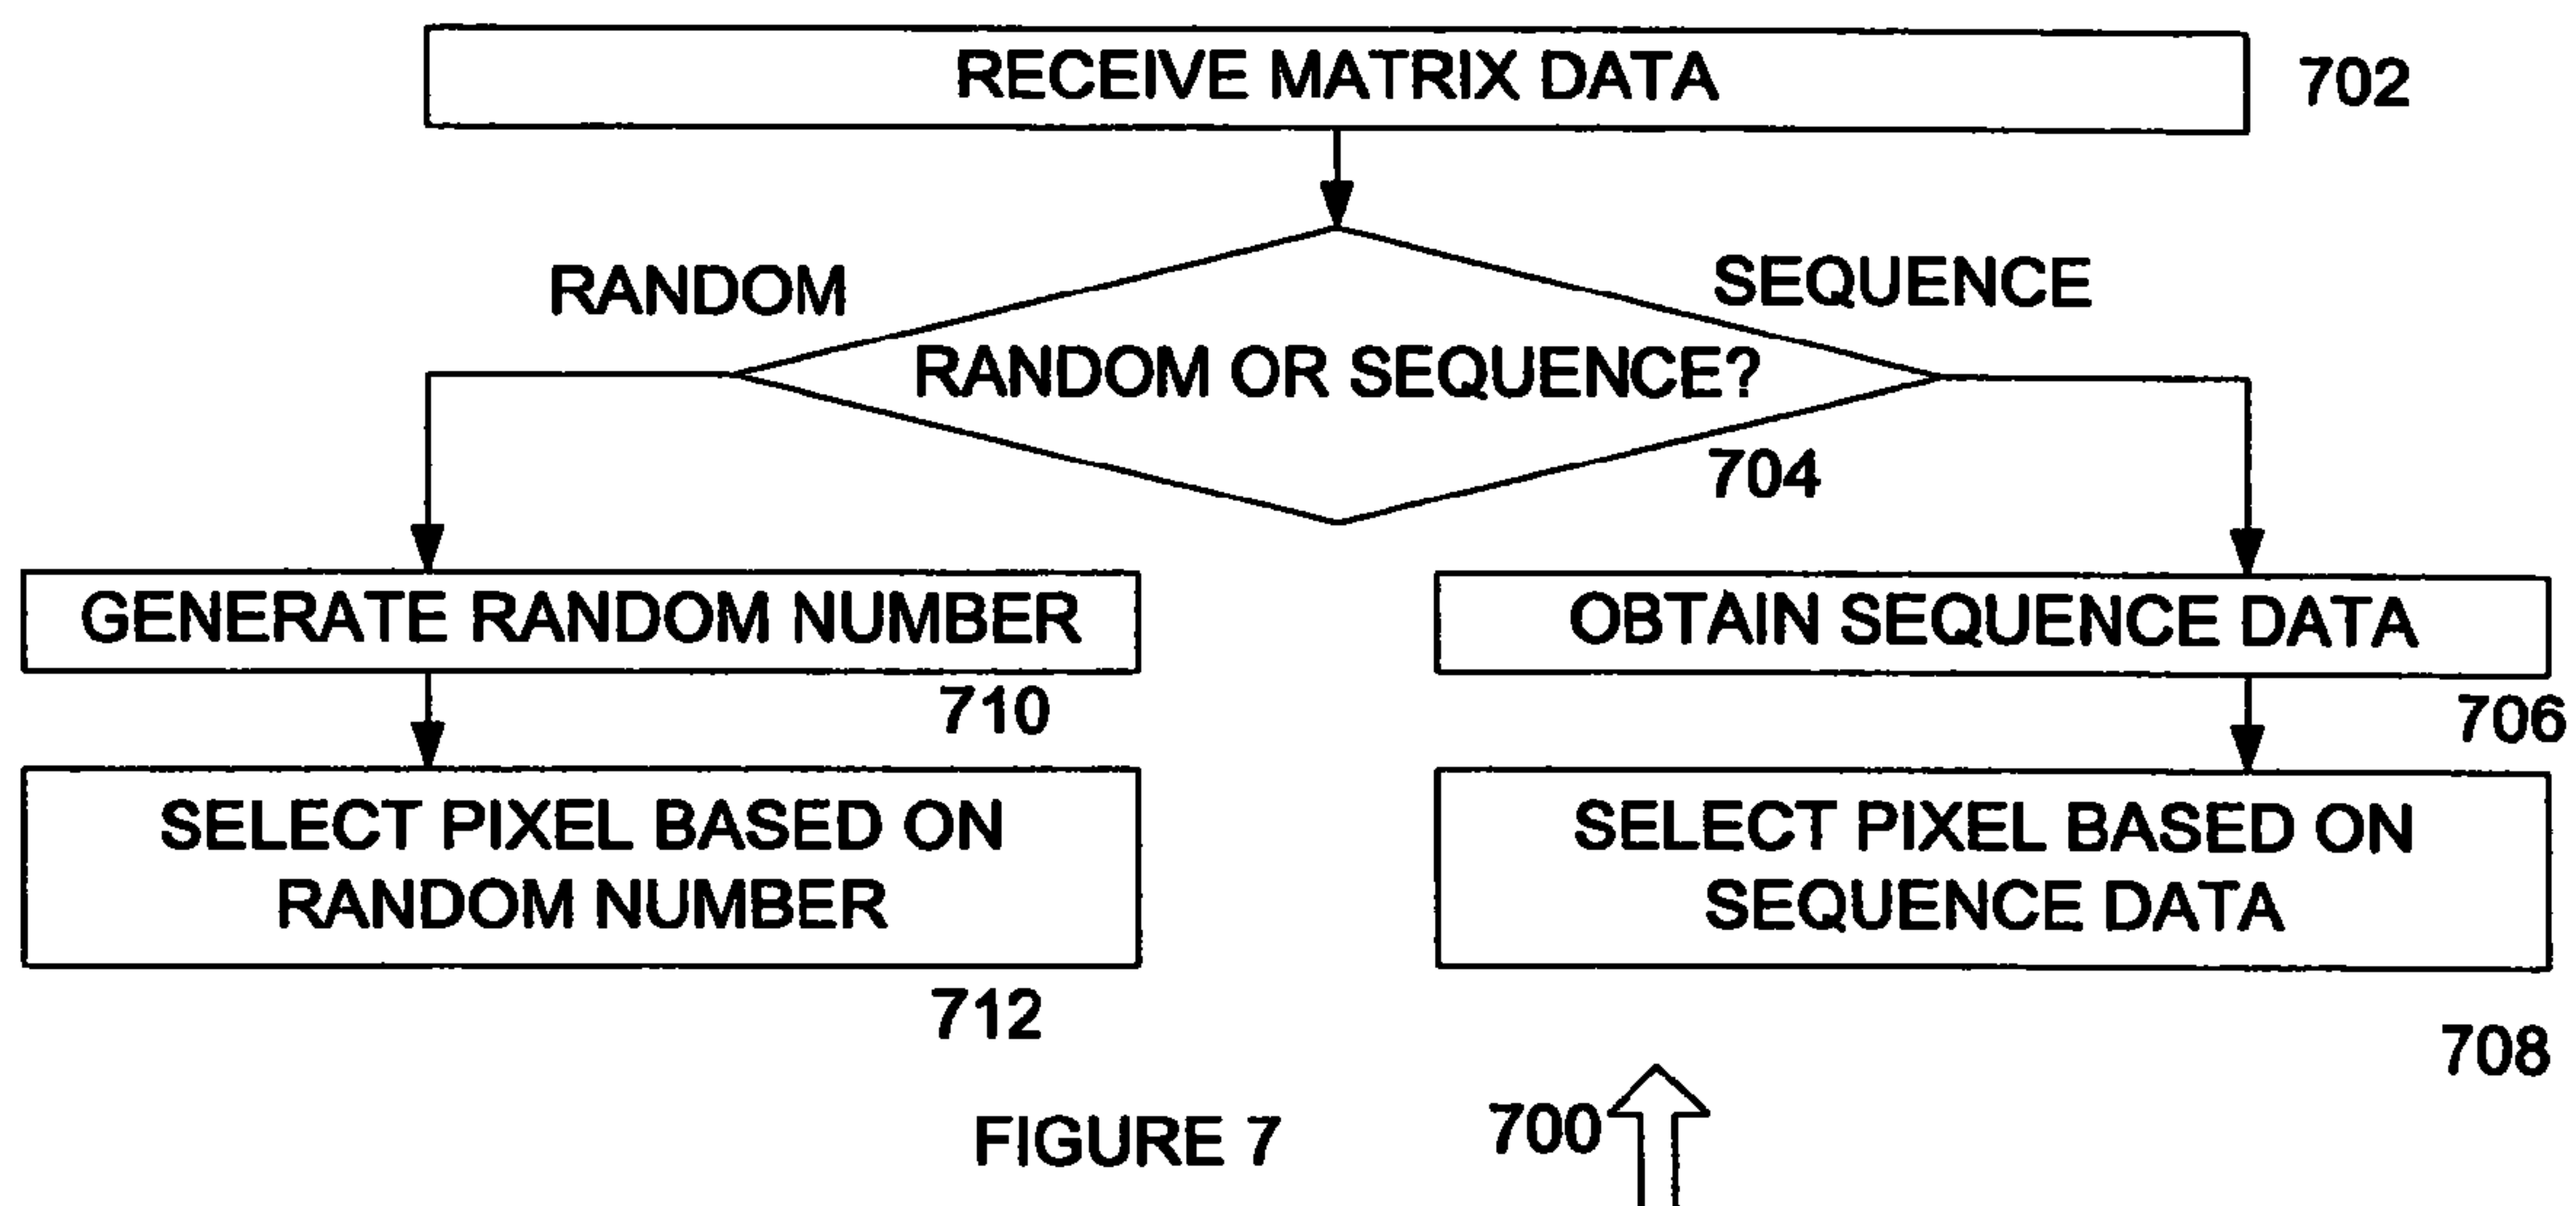 RECEIVE MATRIX DATA
702
RANDOM
SEQUENCE
RANDOM OR SEQUENCE?
704
GENERATE RANDOM NUMBER
710
OBTAIN SEQUENCE DATA
706
SELECT PIXEL BASED ON
RANDOM NUMBER
712
SELECT PIXEL BASED ON
SEQUENCE DATA
708
FIGURE 7
700